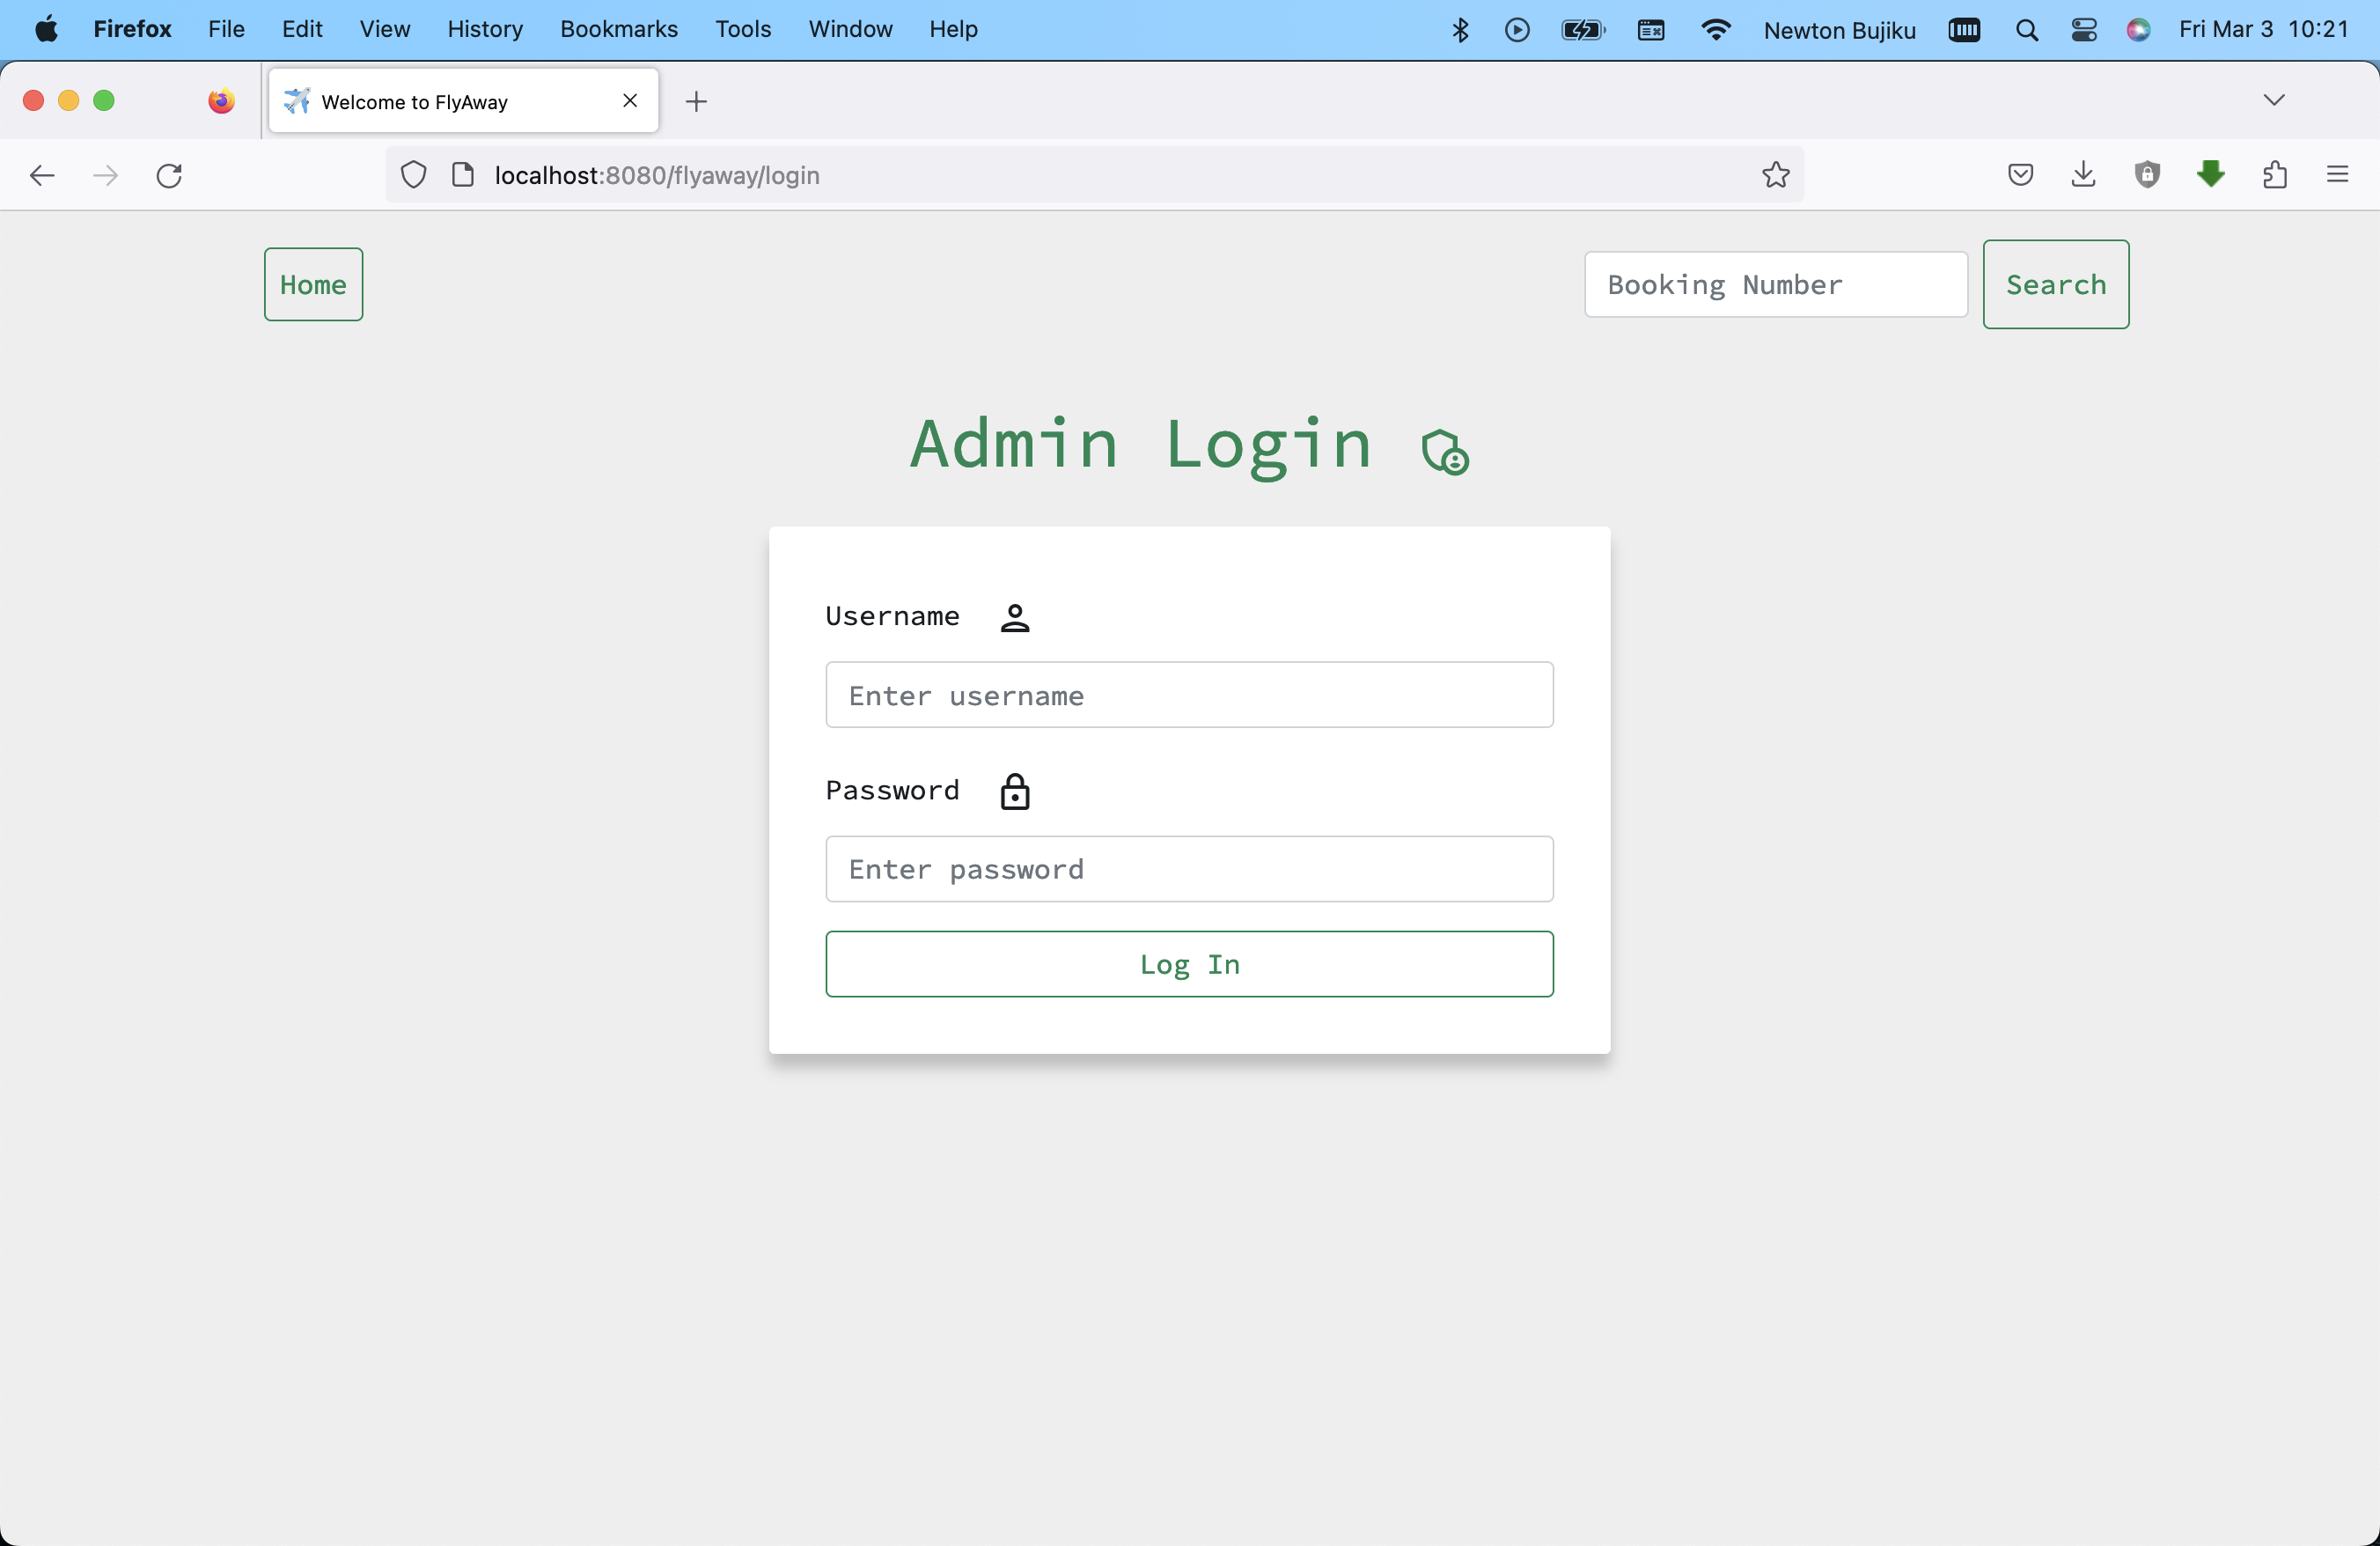 Firefox File Edit View History Bookmarks Tools Window Help Newton Bujiku Fri Mar 3 10:21
Welcome to FlyAway
localhost:8080/flyaway/login
Home Booking Number Search
Admin Login
Username
Enter username
Password
Enter password
Log In